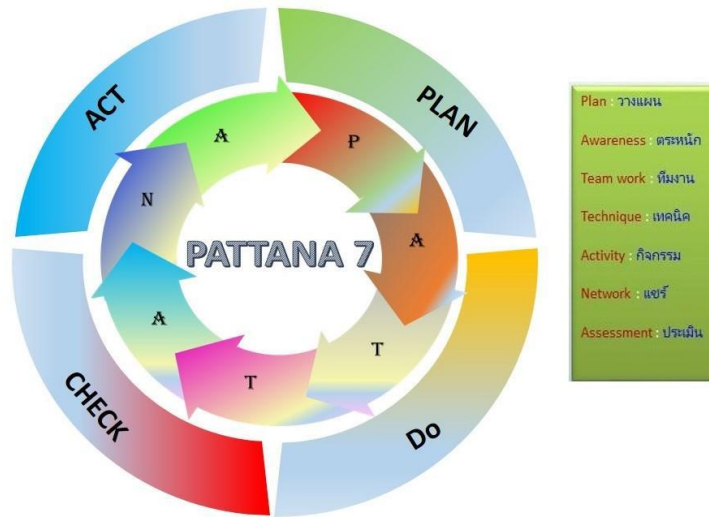 ACT
PLAN
Do
CHECK
P
A
T
T
A
N
A
PATTANA 7
Plan : วางแผน
Awareness : ตระหนัก
Team work : ทีมงาน
Technique : เทคนิค
Activity : กิจกรรม
Network : แชร์
Assessment : ประเมิน